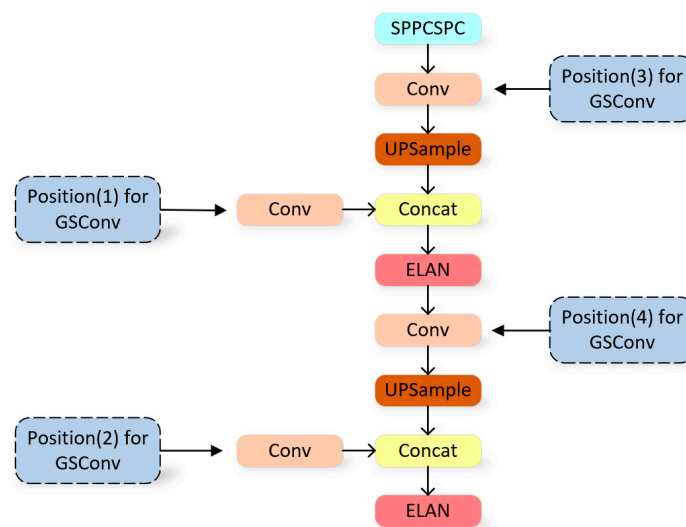 SPPCSPC
Conv
Position(3) for
GSConv
UPSample
Position(1) for
GSConv
Conv
Concat
ELAN
Conv
Position(4) for
GSConv
UPSample
Position(2) for
GSConv
Conv
Concat
ELAN